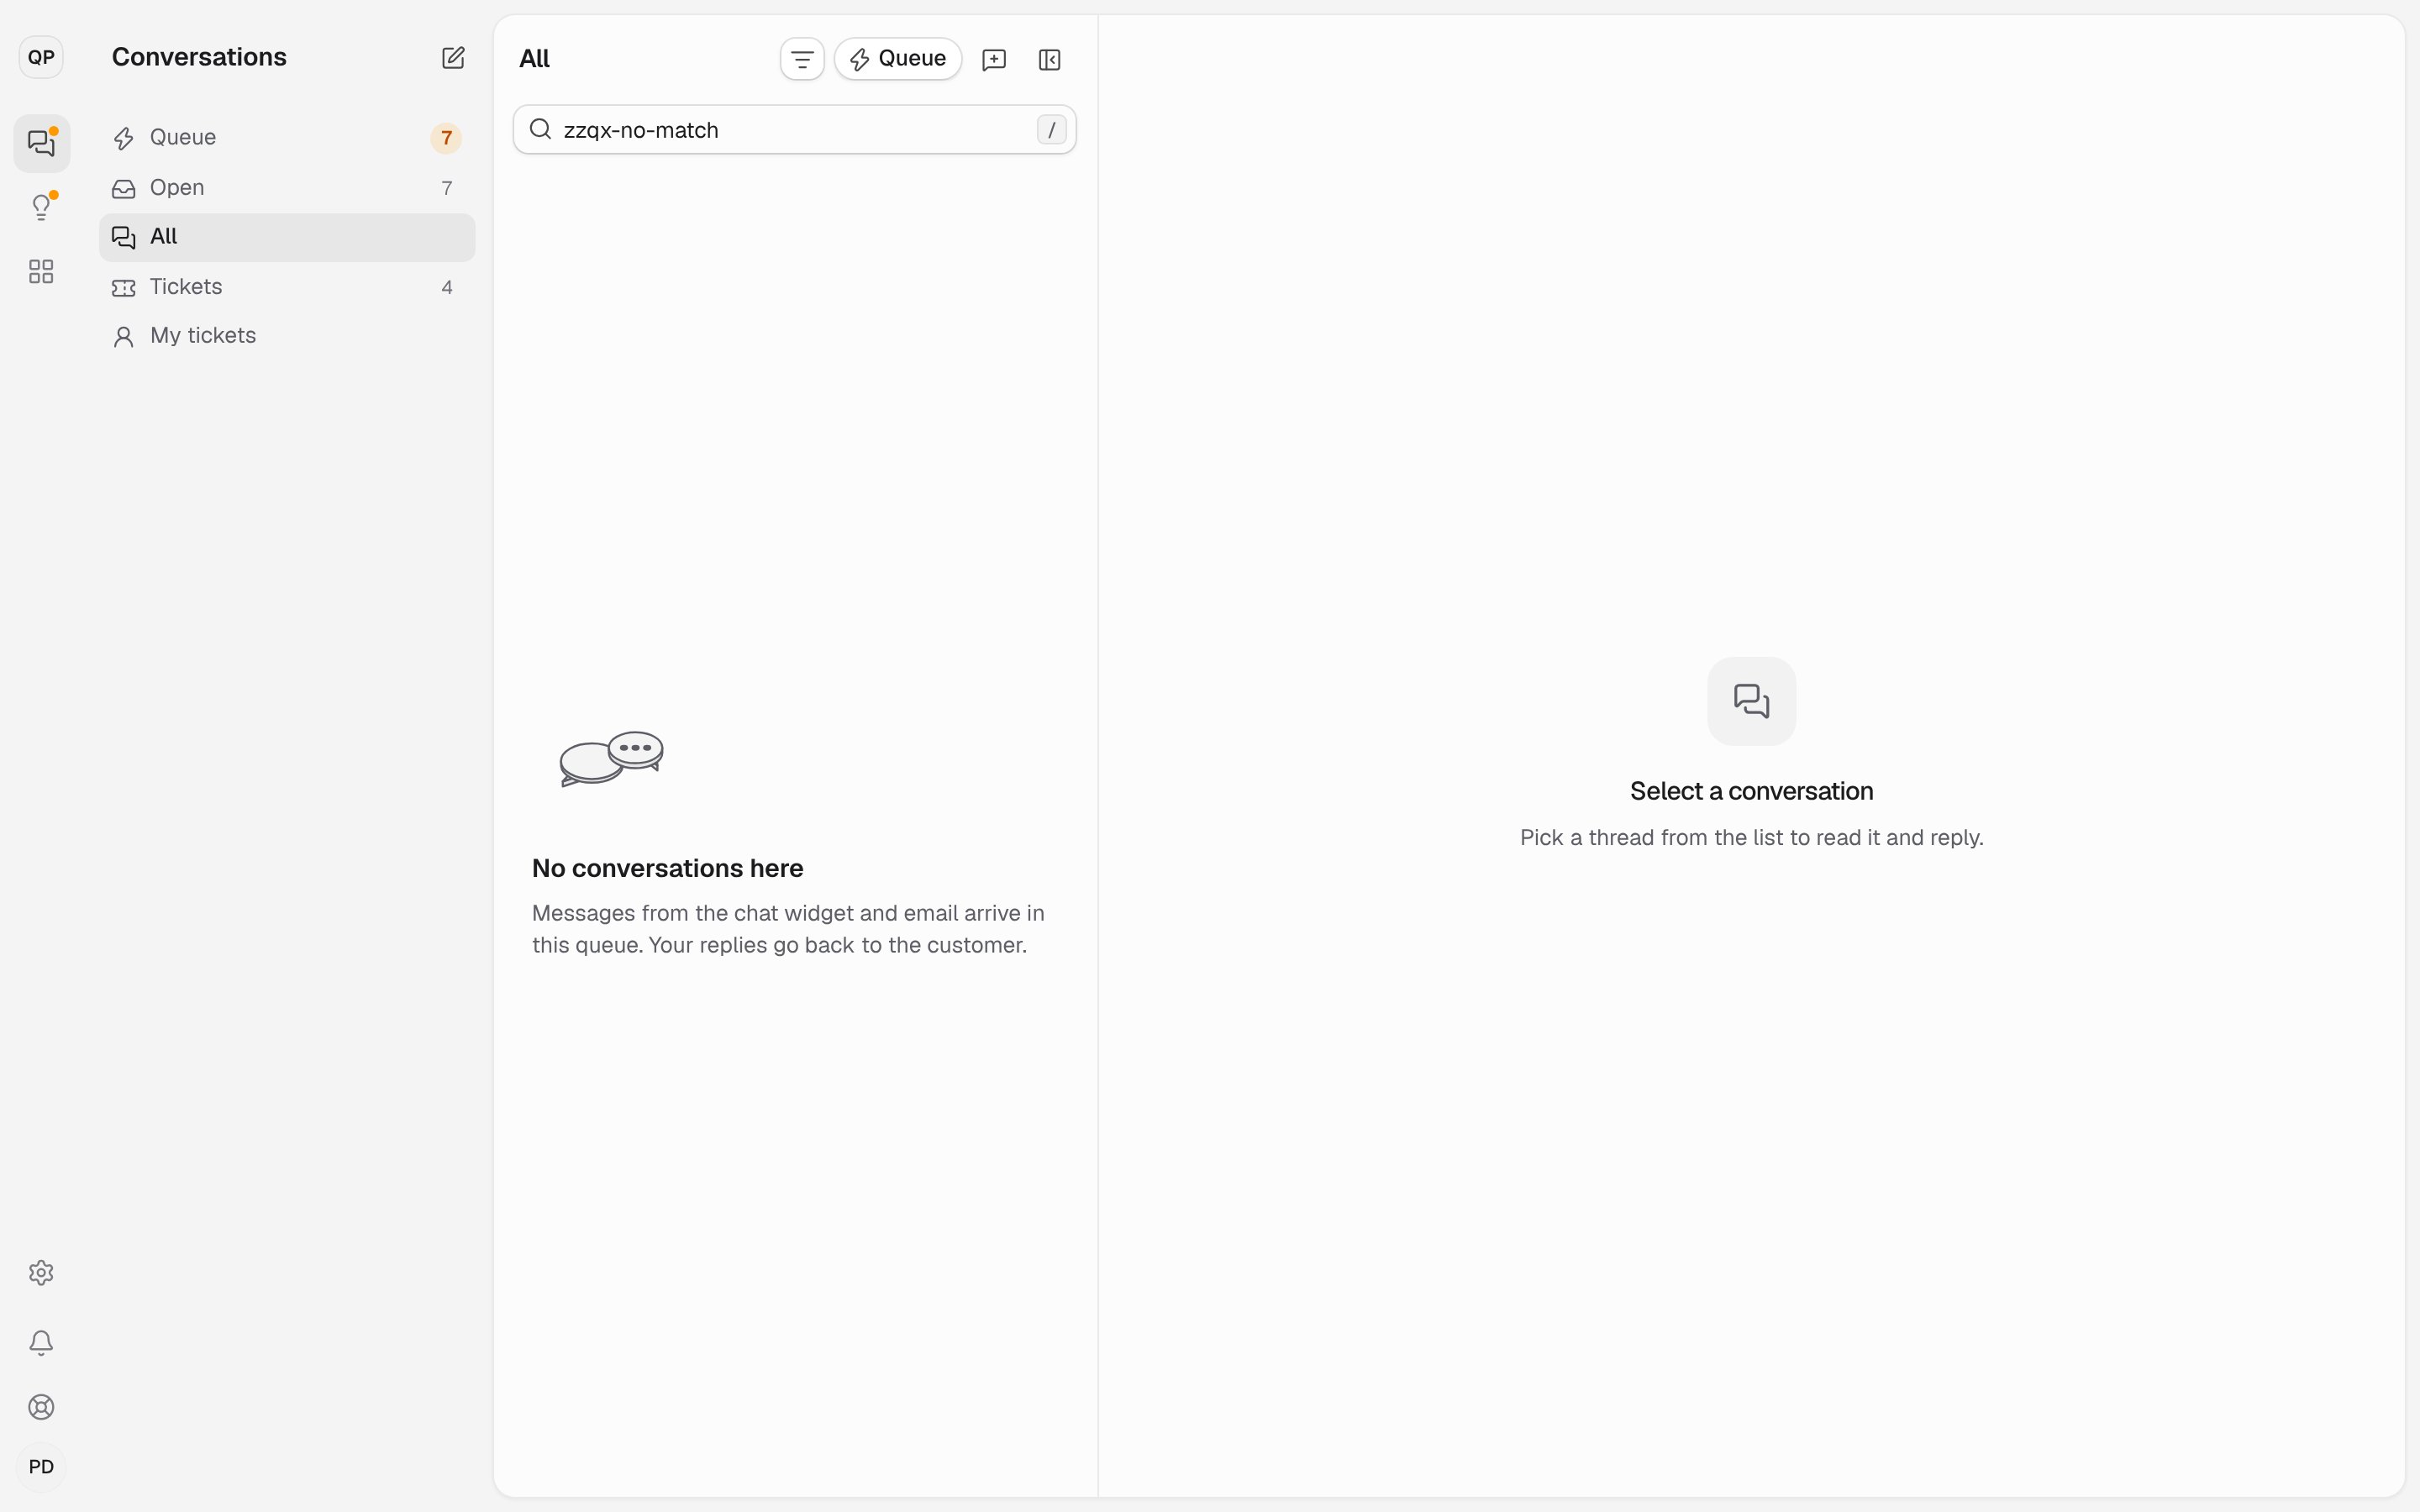 QP
Conversations
Queue 7
Open 7
All
Tickets 4
My tickets
PD
All
Queue
zzqx-no-match /
No conversations here
Messages from the chat widget and email arrive in
this queue. Your replies go back to the customer.
Select a conversation
Pick a thread from the list to read it and reply.